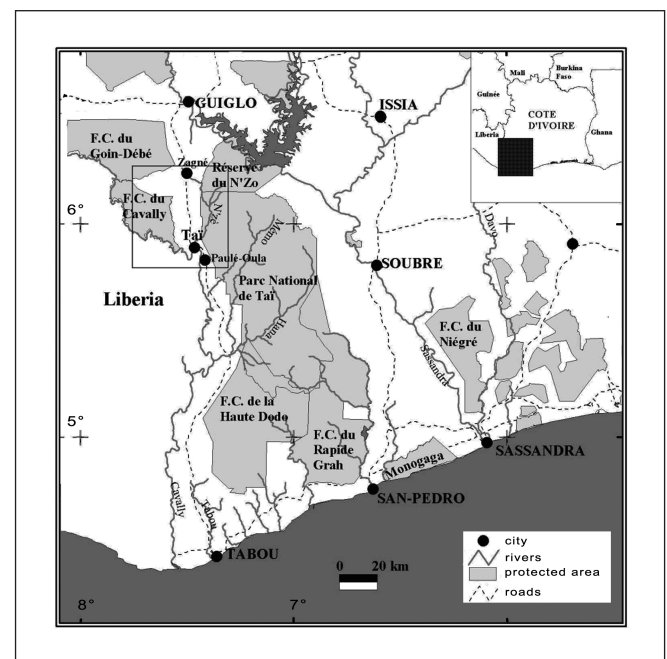 Burkina
Faso
Mali
Guinée
COTE
D'IVOIRE
Liberia
Ghana
GUIGLO
ISSIA
F.C. du
Goin-Débé
Zagné
Réserve
du N'Zo
F.C. du
Cavally
N'zé
Davo
6°
Taï
Méno
Paulé-Oula
SOUBRE
Parc National
de Taï
Liberia
Hana
F.C. du
Niégré
Sassandra
F.C. de la
Haute Dodo
5°
F.C. du
Rapide
Grah
SASSANDRA
Monogaga
Cavally
Tabou
SAN-PEDRO
TABOU
0 20 km
city
rivers
protected area
roads
8°
7°